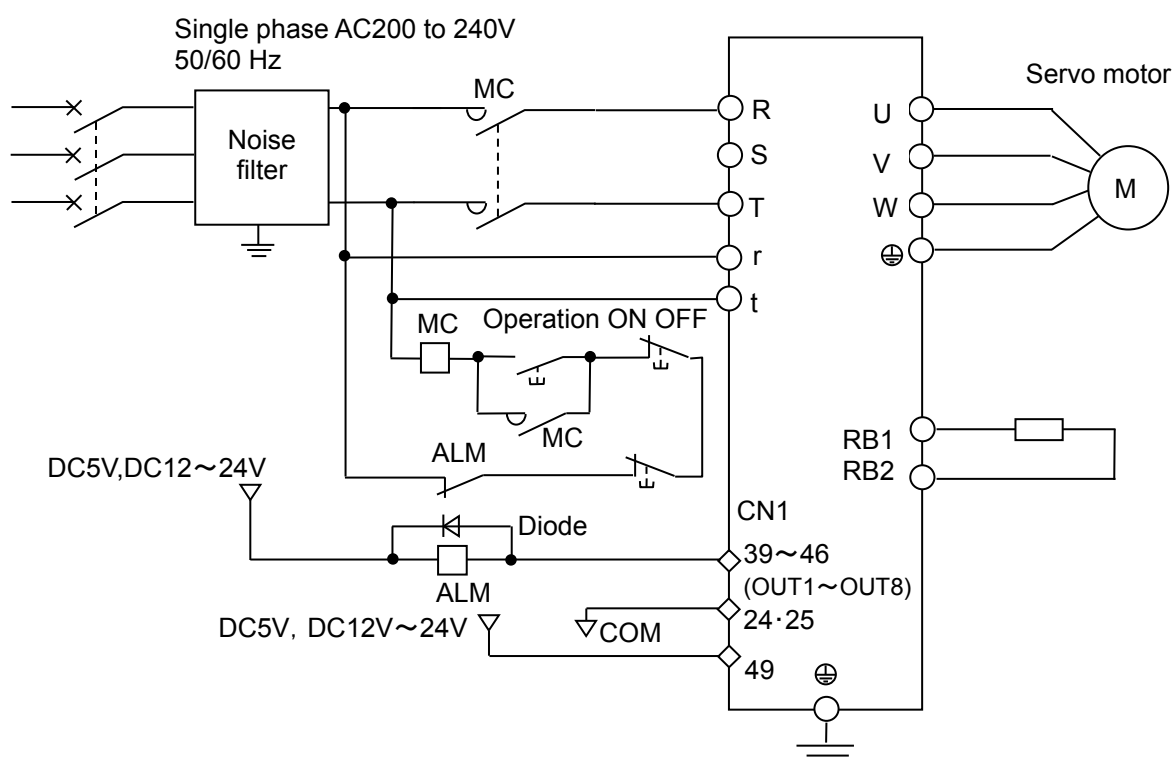 Single phase AC200 to 240V
50/60 Hz
MC
Servo motor
Noise
filter
R
S
T
r
t
U
V
W
M
MC
Operation ON OFF
MC
ALM
RB1
RB2
DC5V,DC12～24V
CN1
Diode
39～46
(OUT1～OUT8)
ALM
24·25
DC5V, DC12V～24V
COM
49